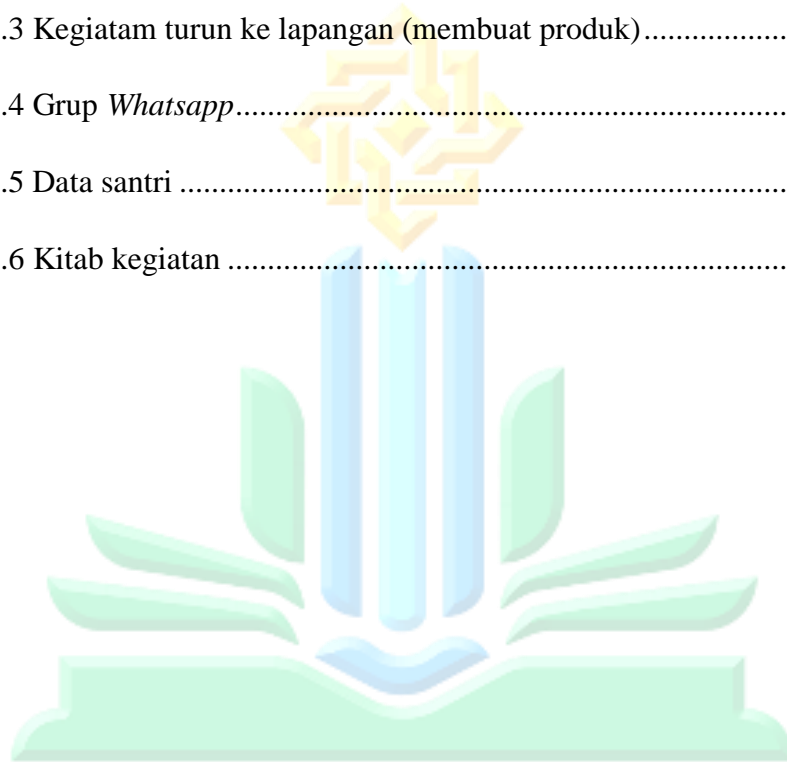 .3 Kegiatam turun ke lapangan (membuat produk)..................
.4 Grup Whatsapp......................................................................
.5 Data santri .............................................................................
.6 Kitab kegiatan .......................................................................